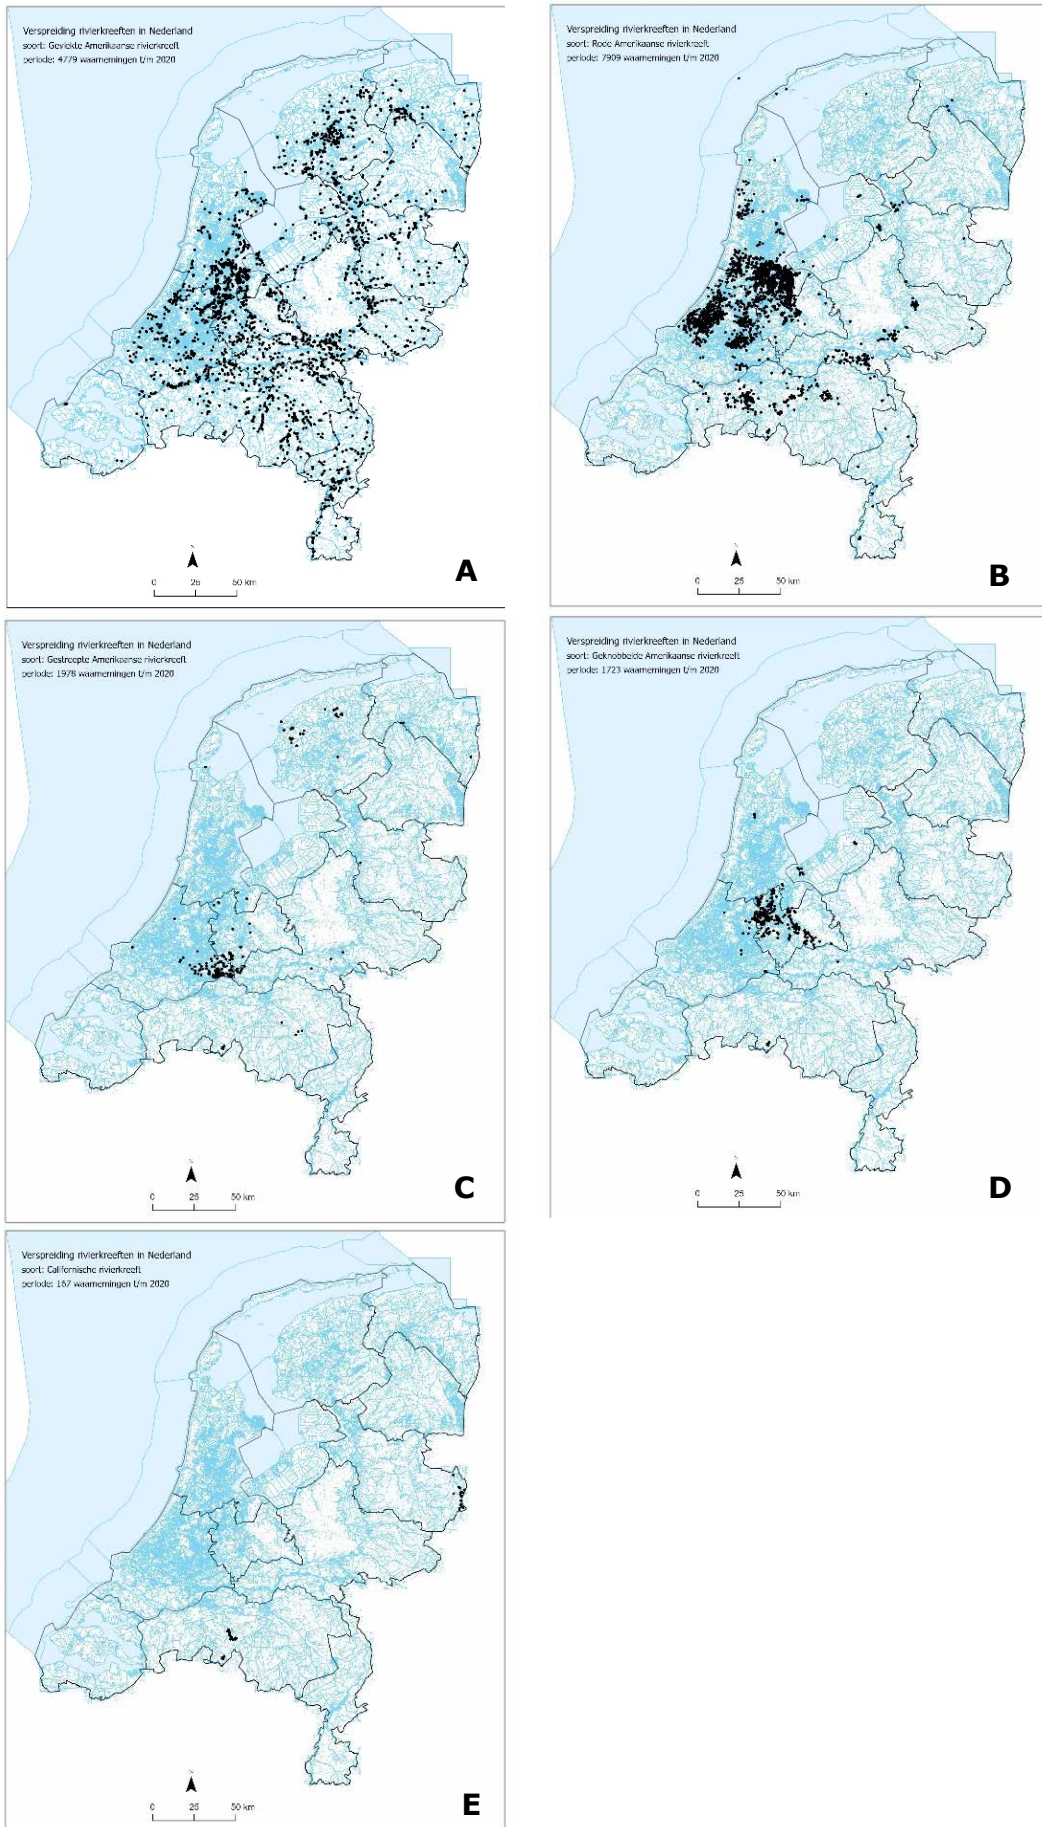 Verspreiding rivierkreeften in Nederland
soort: Gevlekte Amerikaanse rivierkreeft
periode: 4779 waarnemingen t/m 2020
N
0 25 50 km
A
Verspreiding rivierkreeften in Nederland
soort: Rode Amerikaanse rivierkreeft
periode: 7909 waarnemingen t/m 2020
N
0 25 50 km
B
Verspreiding rivierkreeften in Nederland
soort: Gestreepte Amerikaanse rivierkreeft
periode: 1978 waarnemingen t/m 2020
N
0 25 50 km
C
Verspreiding rivierkreeften in Nederland
soort: Geknobbelde Amerikaanse rivierkreeft
periode: 1723 waarnemingen t/m 2020
N
0 25 50 km
D
Verspreiding rivierkreeften in Nederland
soort: Californische rivierkreeft
periode: 167 waarnemingen t/m 2020
N
0 25 50 km
E